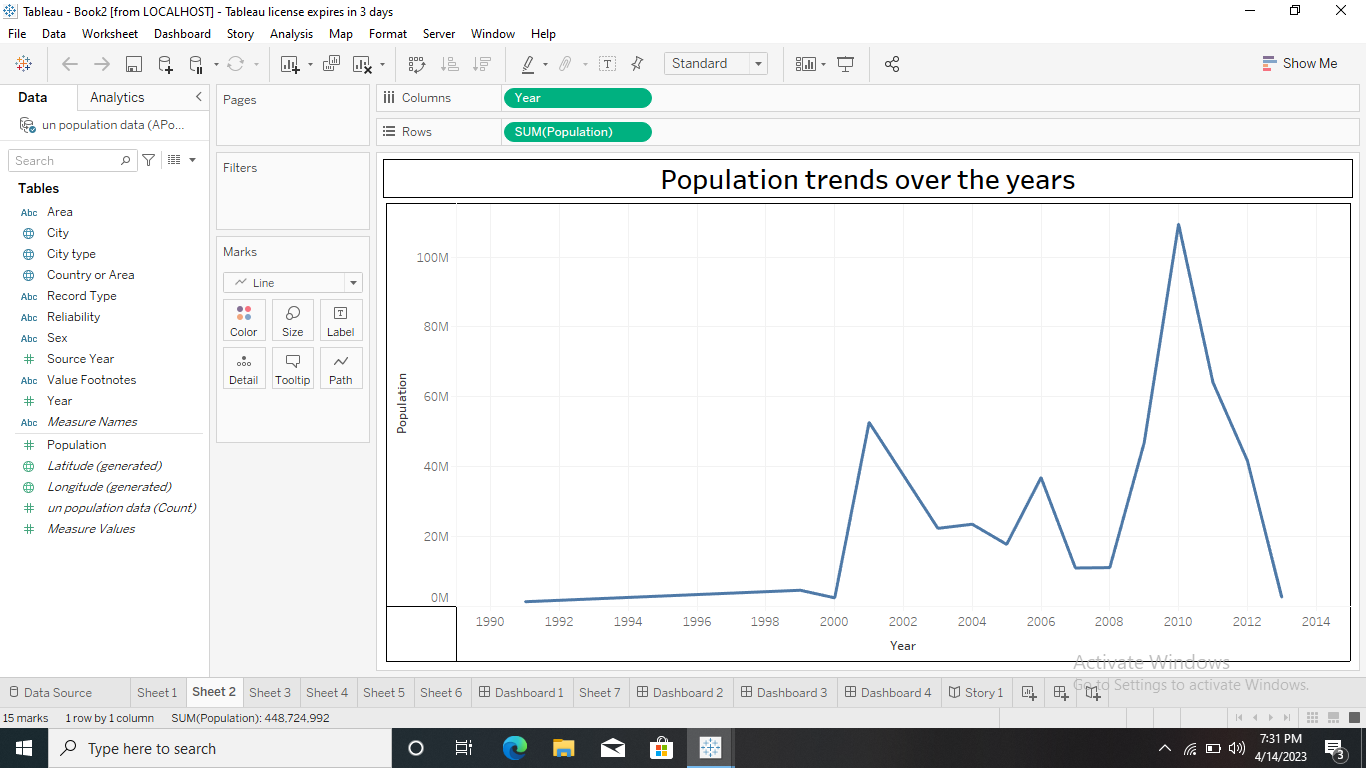 Tableau - Book2 [from LOCALHOST] - Tableau license expires in 3 days
File Data Worksheet Dashboard Story Analysis Map Format Server Window Help
Standard
Show Me
Data
Analytics
un population data (APo...
Search
Tables
Abc Area
City
City type
Country or Area
Abc Record Type
Abc Reliability
Abc Sex
Source Year
Abc Value Footnotes
Year
Abc Measure Names
Population
Latitude (generated)
Longitude (generated)
un population data (Count)
Measure Values
Pages
Filters
Marks
Line
Color Size Label
Detail Tooltip Path
Columns
Year
Rows
SUM(Population)
Population trends over the years
Population
100M
80M
60M
40M
20M
0M
1990 1992 1994 1996 1998 2000 2002 2004 2006 2008 2010 2012 2014
Year
Activate Windows
Go to Settings to activate Windows.
Data Source Sheet 1 Sheet 2 Sheet 3 Sheet 4 Sheet 5 Sheet 6 Dashboard 1 Sheet 7 Dashboard 2 Dashboard 3 Dashboard 4 Story 1
15 marks 1 row by 1 column SUM(Population): 448,724,992
Type here to search
7:31 PM
4/14/2023
3